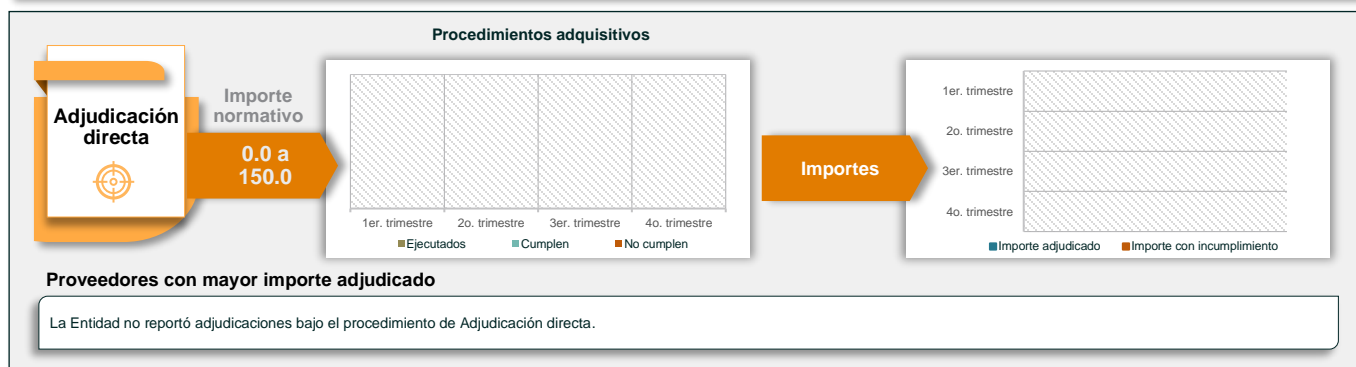 Procedimientos adquisitivos
Adjudicación
directa
Importe
normativo
0.0 a
150.0
1er. trimestre
2o. trimestre
3er. trimestre
4o. trimestre
Ejecutados
Cumplen
No cumplen
Importes
1er. trimestre
2o. trimestre
3er. trimestre
4o. trimestre
Importe adjudicado
Importe con incumplimiento
Proveedores con mayor importe adjudicado
La Entidad no reportó adjudicaciones bajo el procedimiento de Adjudicación directa.